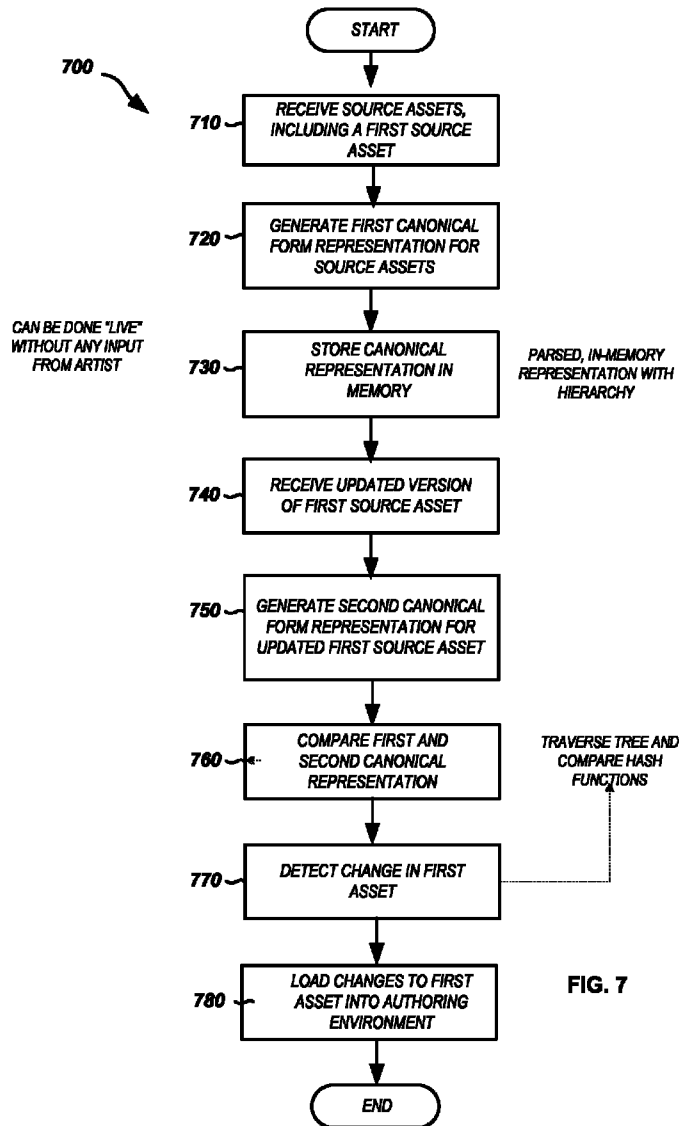 START
700
710
RECEIVE SOURCE ASSETS,
INCLUDING A FIRST SOURCE
ASSET
720
GENERATE FIRST CANONICAL
FORM REPRESENTATION FOR
SOURCE ASSETS
CAN BE DONE "LIVE"
WITHOUT ANY INPUT
FROM ARTIST
730
STORE CANONICAL
REPRESENTATION IN
MEMORY
PARSED, IN-MEMORY
REPRESENTATION WITH
HIERARCHY
740
RECEIVE UPDATED VERSION
OF FIRST SOURCE ASSET
750
GENERATE SECOND CANONICAL
FORM REPRESENTATION FOR
UPDATED FIRST SOURCE ASSET
760
COMPARE FIRST AND
SECOND CANONICAL
REPRESENTATION
TRAVERSE TREE AND
COMPARE HASH
FUNCTIONS
770
DETECT CHANGE IN FIRST
ASSET
780
LOAD CHANGES TO FIRST
ASSET INTO AUTHORING
ENVIRONMENT
FIG. 7
END